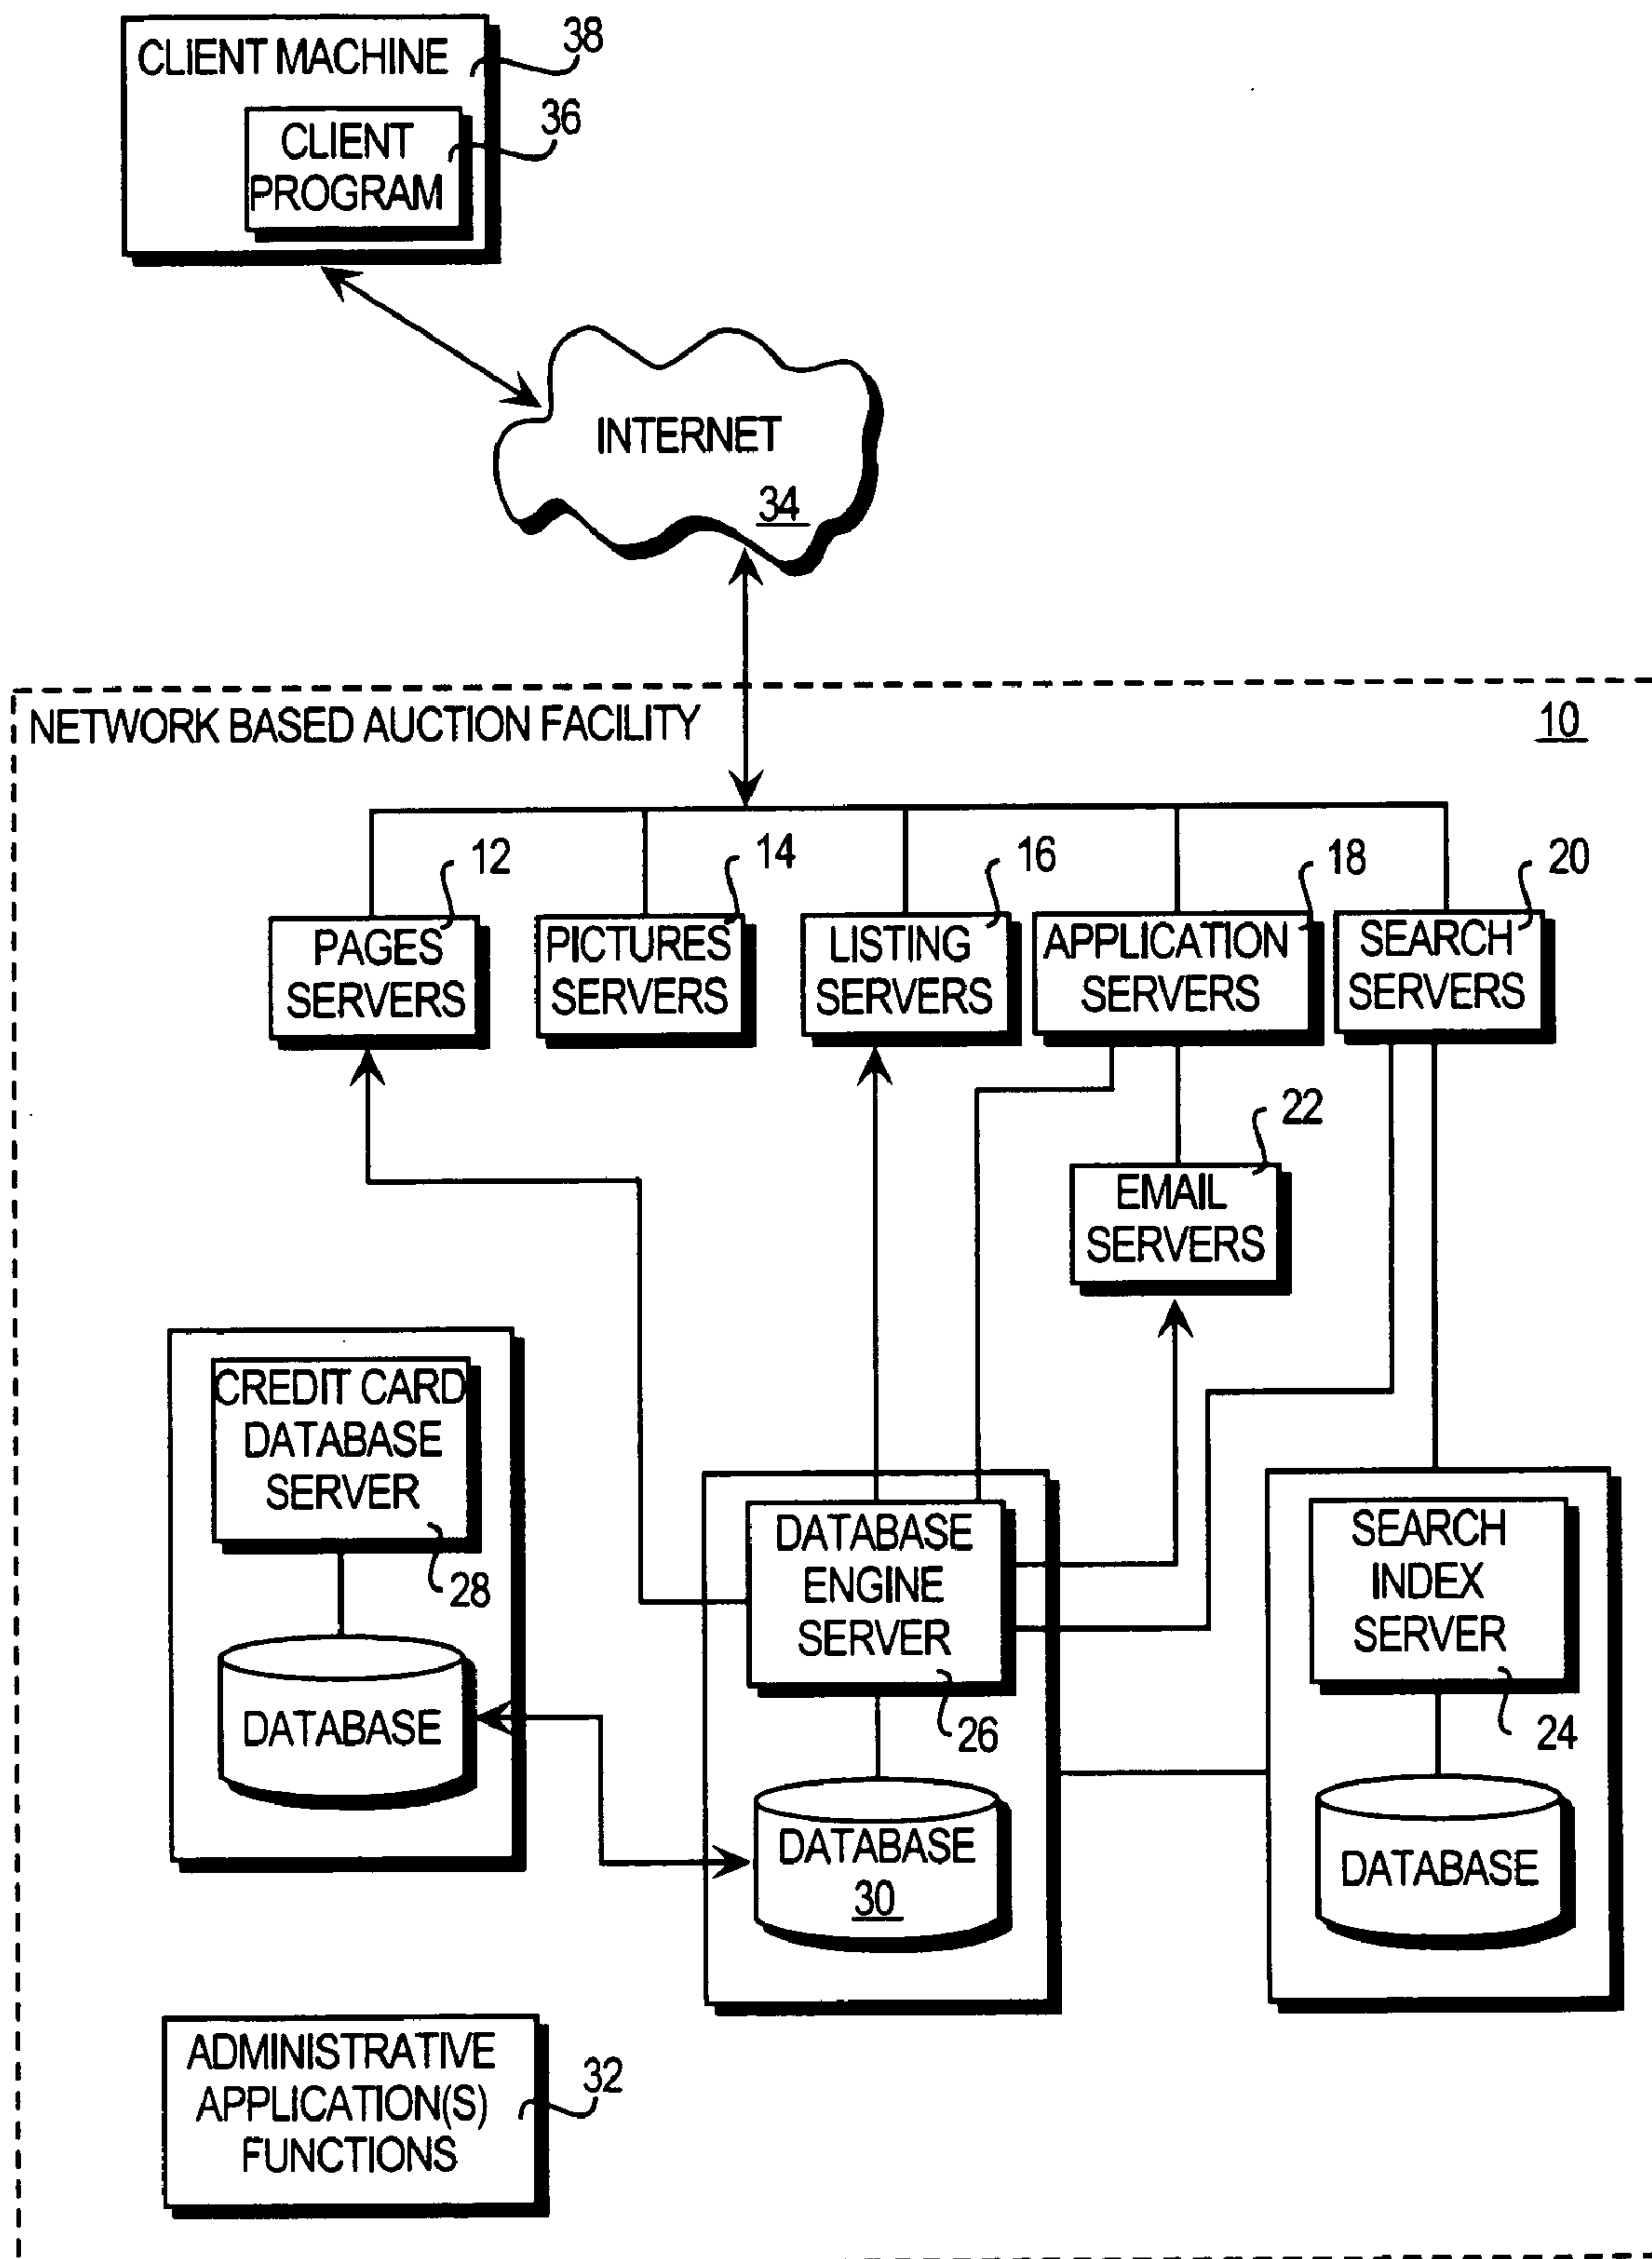 CLIENT MACHINE
38
CLIENT
PROGRAM
36
INTERNET
34
NETWORK BASED AUCTION FACILITY
10
12
14
16
18
20
PAGES
SERVERS
PICTURES
SERVERS
LISTING
SERVERS
APPLICATION
SERVERS
SEARCH
SERVERS
22
EMAIL
SERVERS
CREDIT CARD
DATABASE
SERVER
28
DATABASE
DATABASE
ENGINE
SERVER
26
DATABASE
30
SEARCH
INDEX
SERVER
24
DATABASE
ADMINISTRATIVE
APPLICATION(S)
FUNCTIONS
32